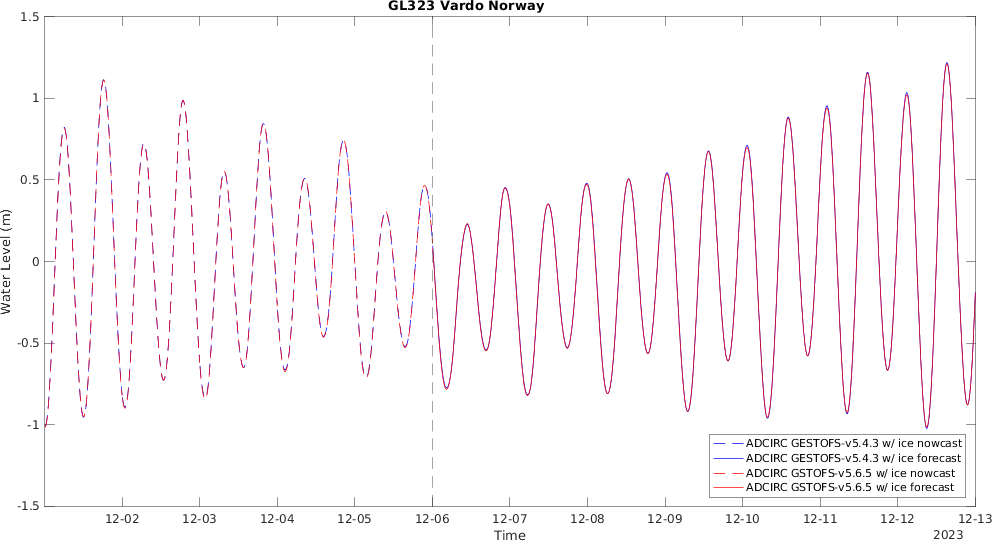 GL323 Vardo Norway
1.5
1
0.5
0
-0.5
-1
-1.5
Water Level (m)
ADCIRC GESTOFS-v5.4.3 w/ ice nowcast
ADCIRC GESTOFS-v5.4.3 w/ ice forecast
ADCIRC GSTOFS-v5.6.5 w/ ice nowcast
ADCIRC GSTOFS-v5.6.5 w/ ice forecast
12-02 12-03 12-04 12-05 12-06 12-07 12-08 12-09 12-10 12-11 12-12 12-13
Time
2023